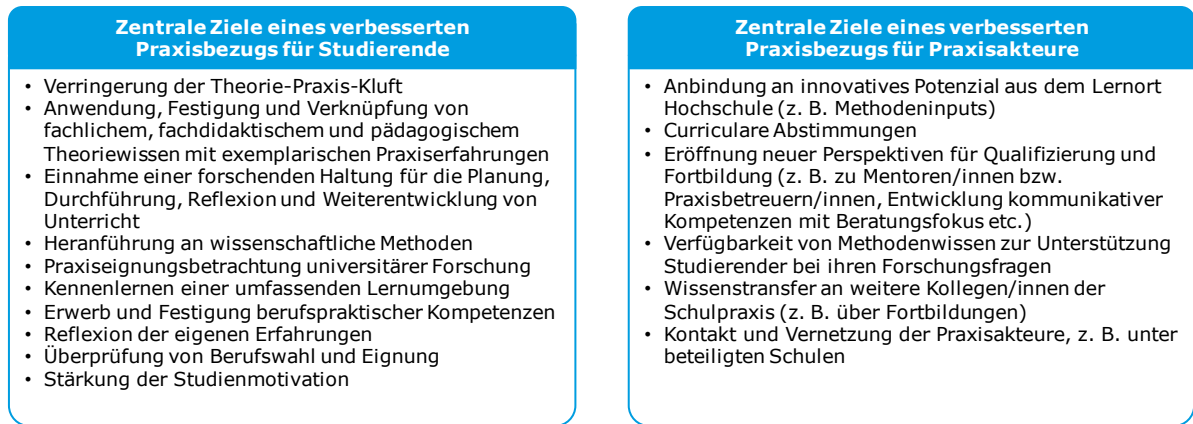 Zentrale Ziele eines verbesserten
Praxisbezugs für Studierende
• Verringerung der Theorie-Praxis-Kluft
• Anwendung, Festigung und Verknüpfung von
fachlichem, fachdidaktischem und pädagogischem
Theoriewissen mit exemplarischen Praxiserfahrungen
• Einnahme einer forschenden Haltung für die Planung,
Durchführung, Reflexion und Weiterentwicklung von
Unterricht
• Heranführung an wissenschaftliche Methoden
• Praxiseignungsbetrachtung universitärer Forschung
• Kennenlernen einer umfassenden Lernumgebung
• Erwerb und Festigung berufspraktischer Kompetenzen
• Reflexion der eigenen Erfahrungen
• Überprüfung von Berufswahl und Eignung
• Stärkung der Studienmotivation
Zentrale Ziele eines verbesserten
Praxisbezugs für Praxisakteure
• Anbindung an innovatives Potenzial aus dem Lernort
Hochschule (z. B. Methodeninputs)
• Curriculare Abstimmungen
• Eröffnung neuer Perspektiven für Qualifizierung und
Fortbildung (z. B. zu Mentoren/innen bzw.
Praxisbetreuern/innen, Entwicklung kommunikativer
Kompetenzen mit Beratungsfokus etc.)
• Verfügbarkeit von Methodenwissen zur Unterstützung
Studierender bei ihren Forschungsfragen
• Wissenstransfer an weitere Kollegen/innen der
Schulpraxis (z. B. über Fortbildungen)
• Kontakt und Vernetzung der Praxisakteure, z. B. unter
beteiligten Schulen